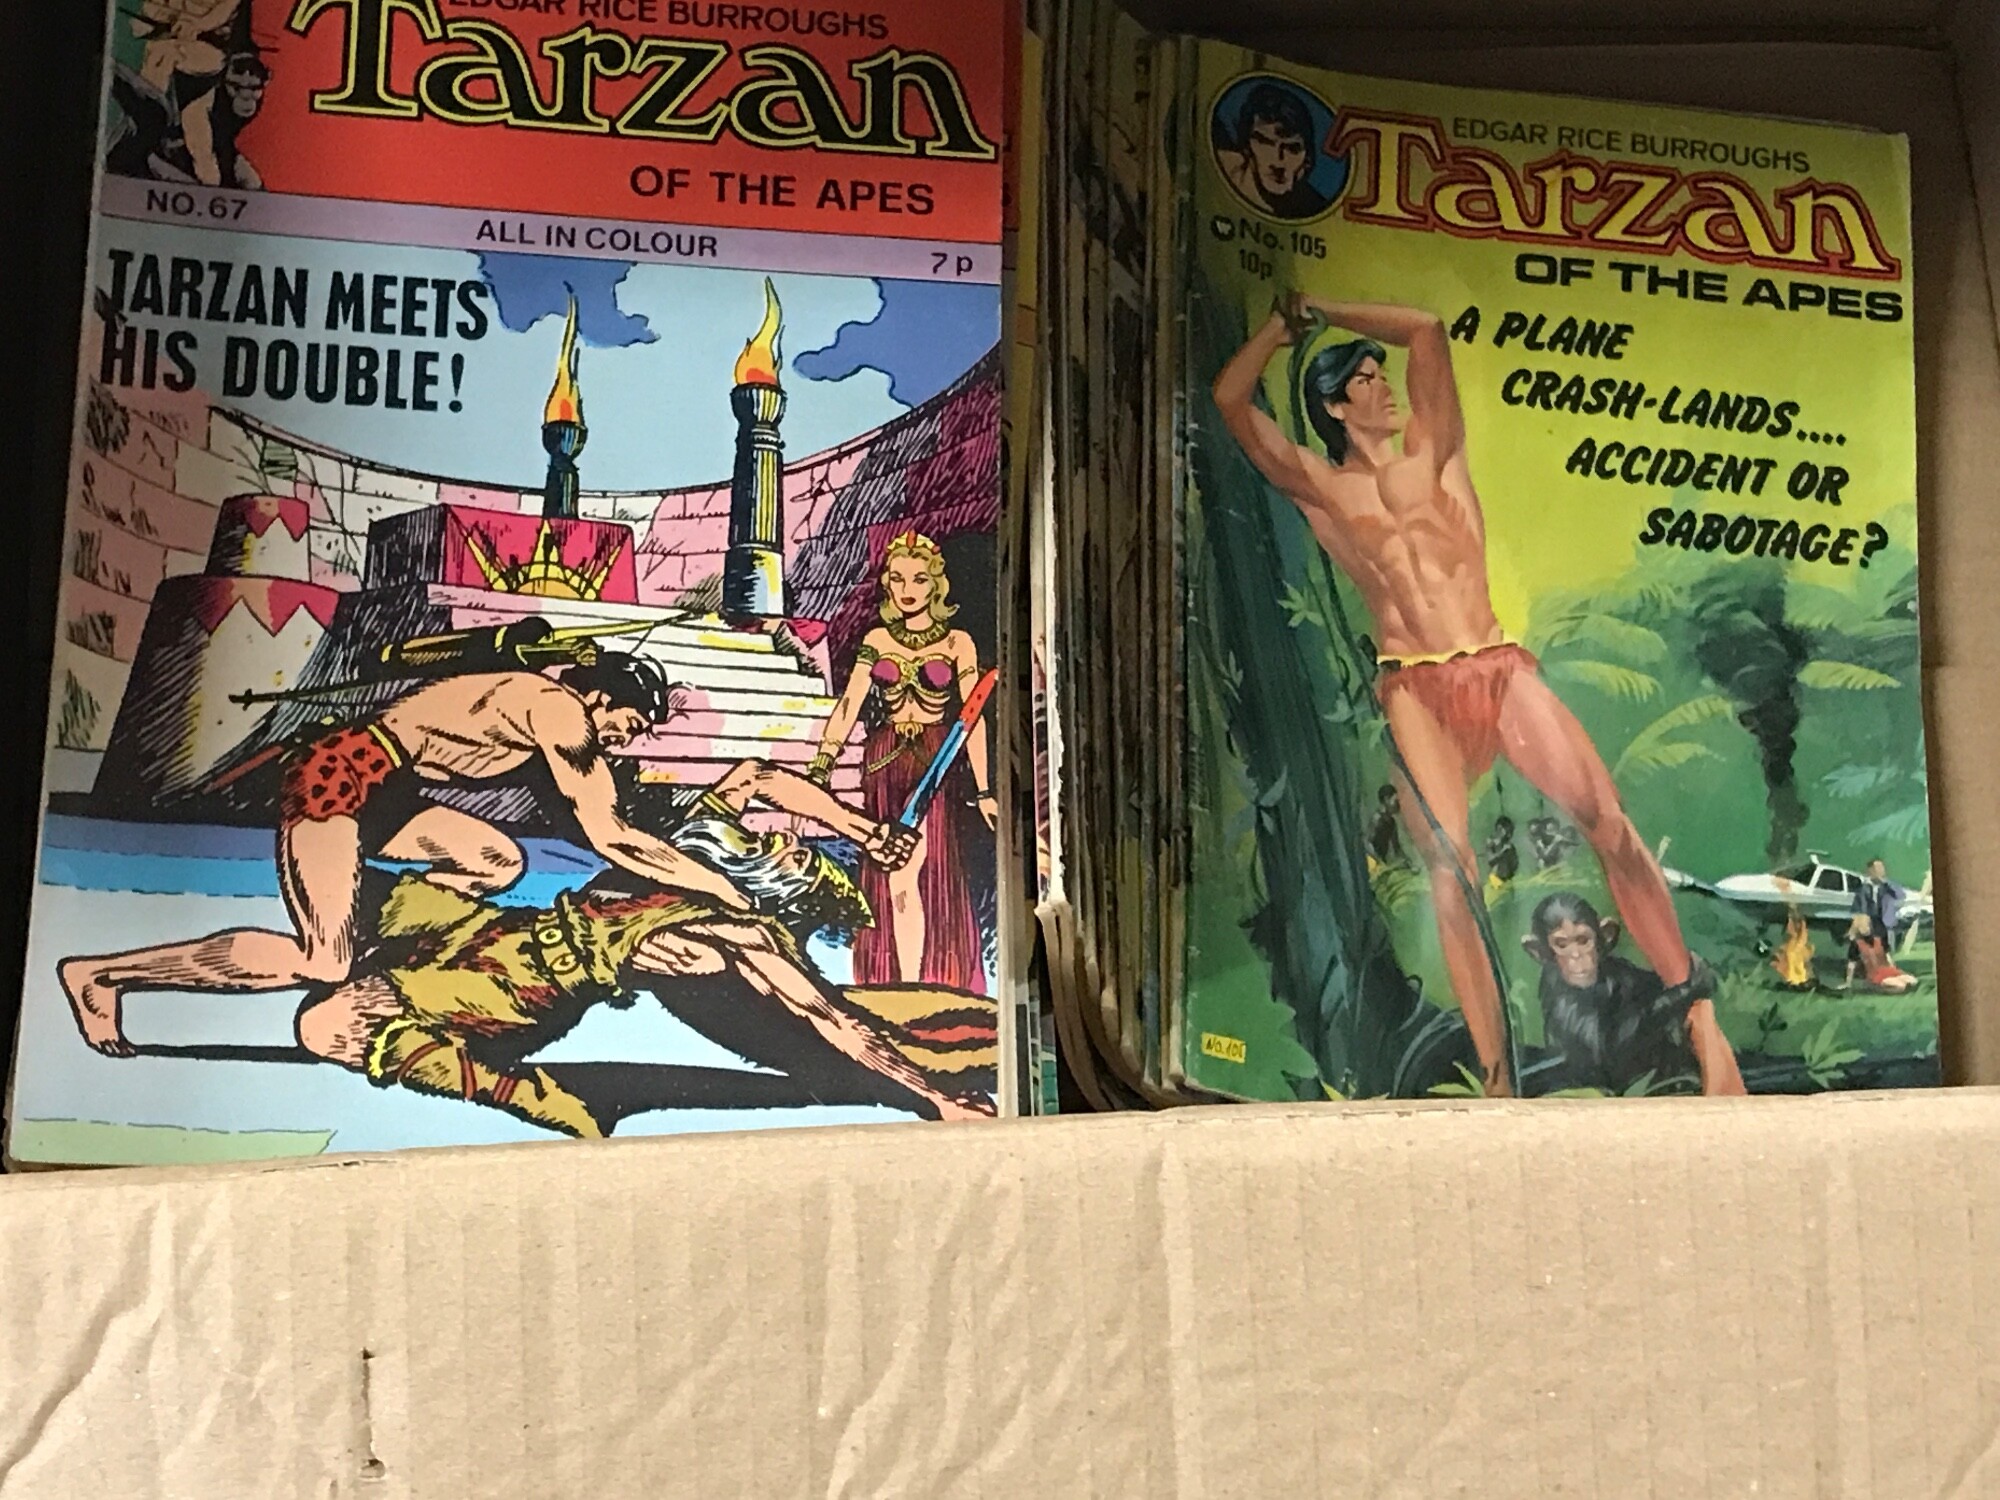 EDGAR RICE BURROUGHS
Tarzan
OF THE APES
NO. 67
ALL IN COLOUR
7p
TARZAN MEETS
HIS DOUBLE!
EDGAR RICE BURROUGHS
Tarzan
OF THE APES
No. 105
10p
A PLANE
CRASH-LANDS....
ACCIDENT OR
SABOTAGE?